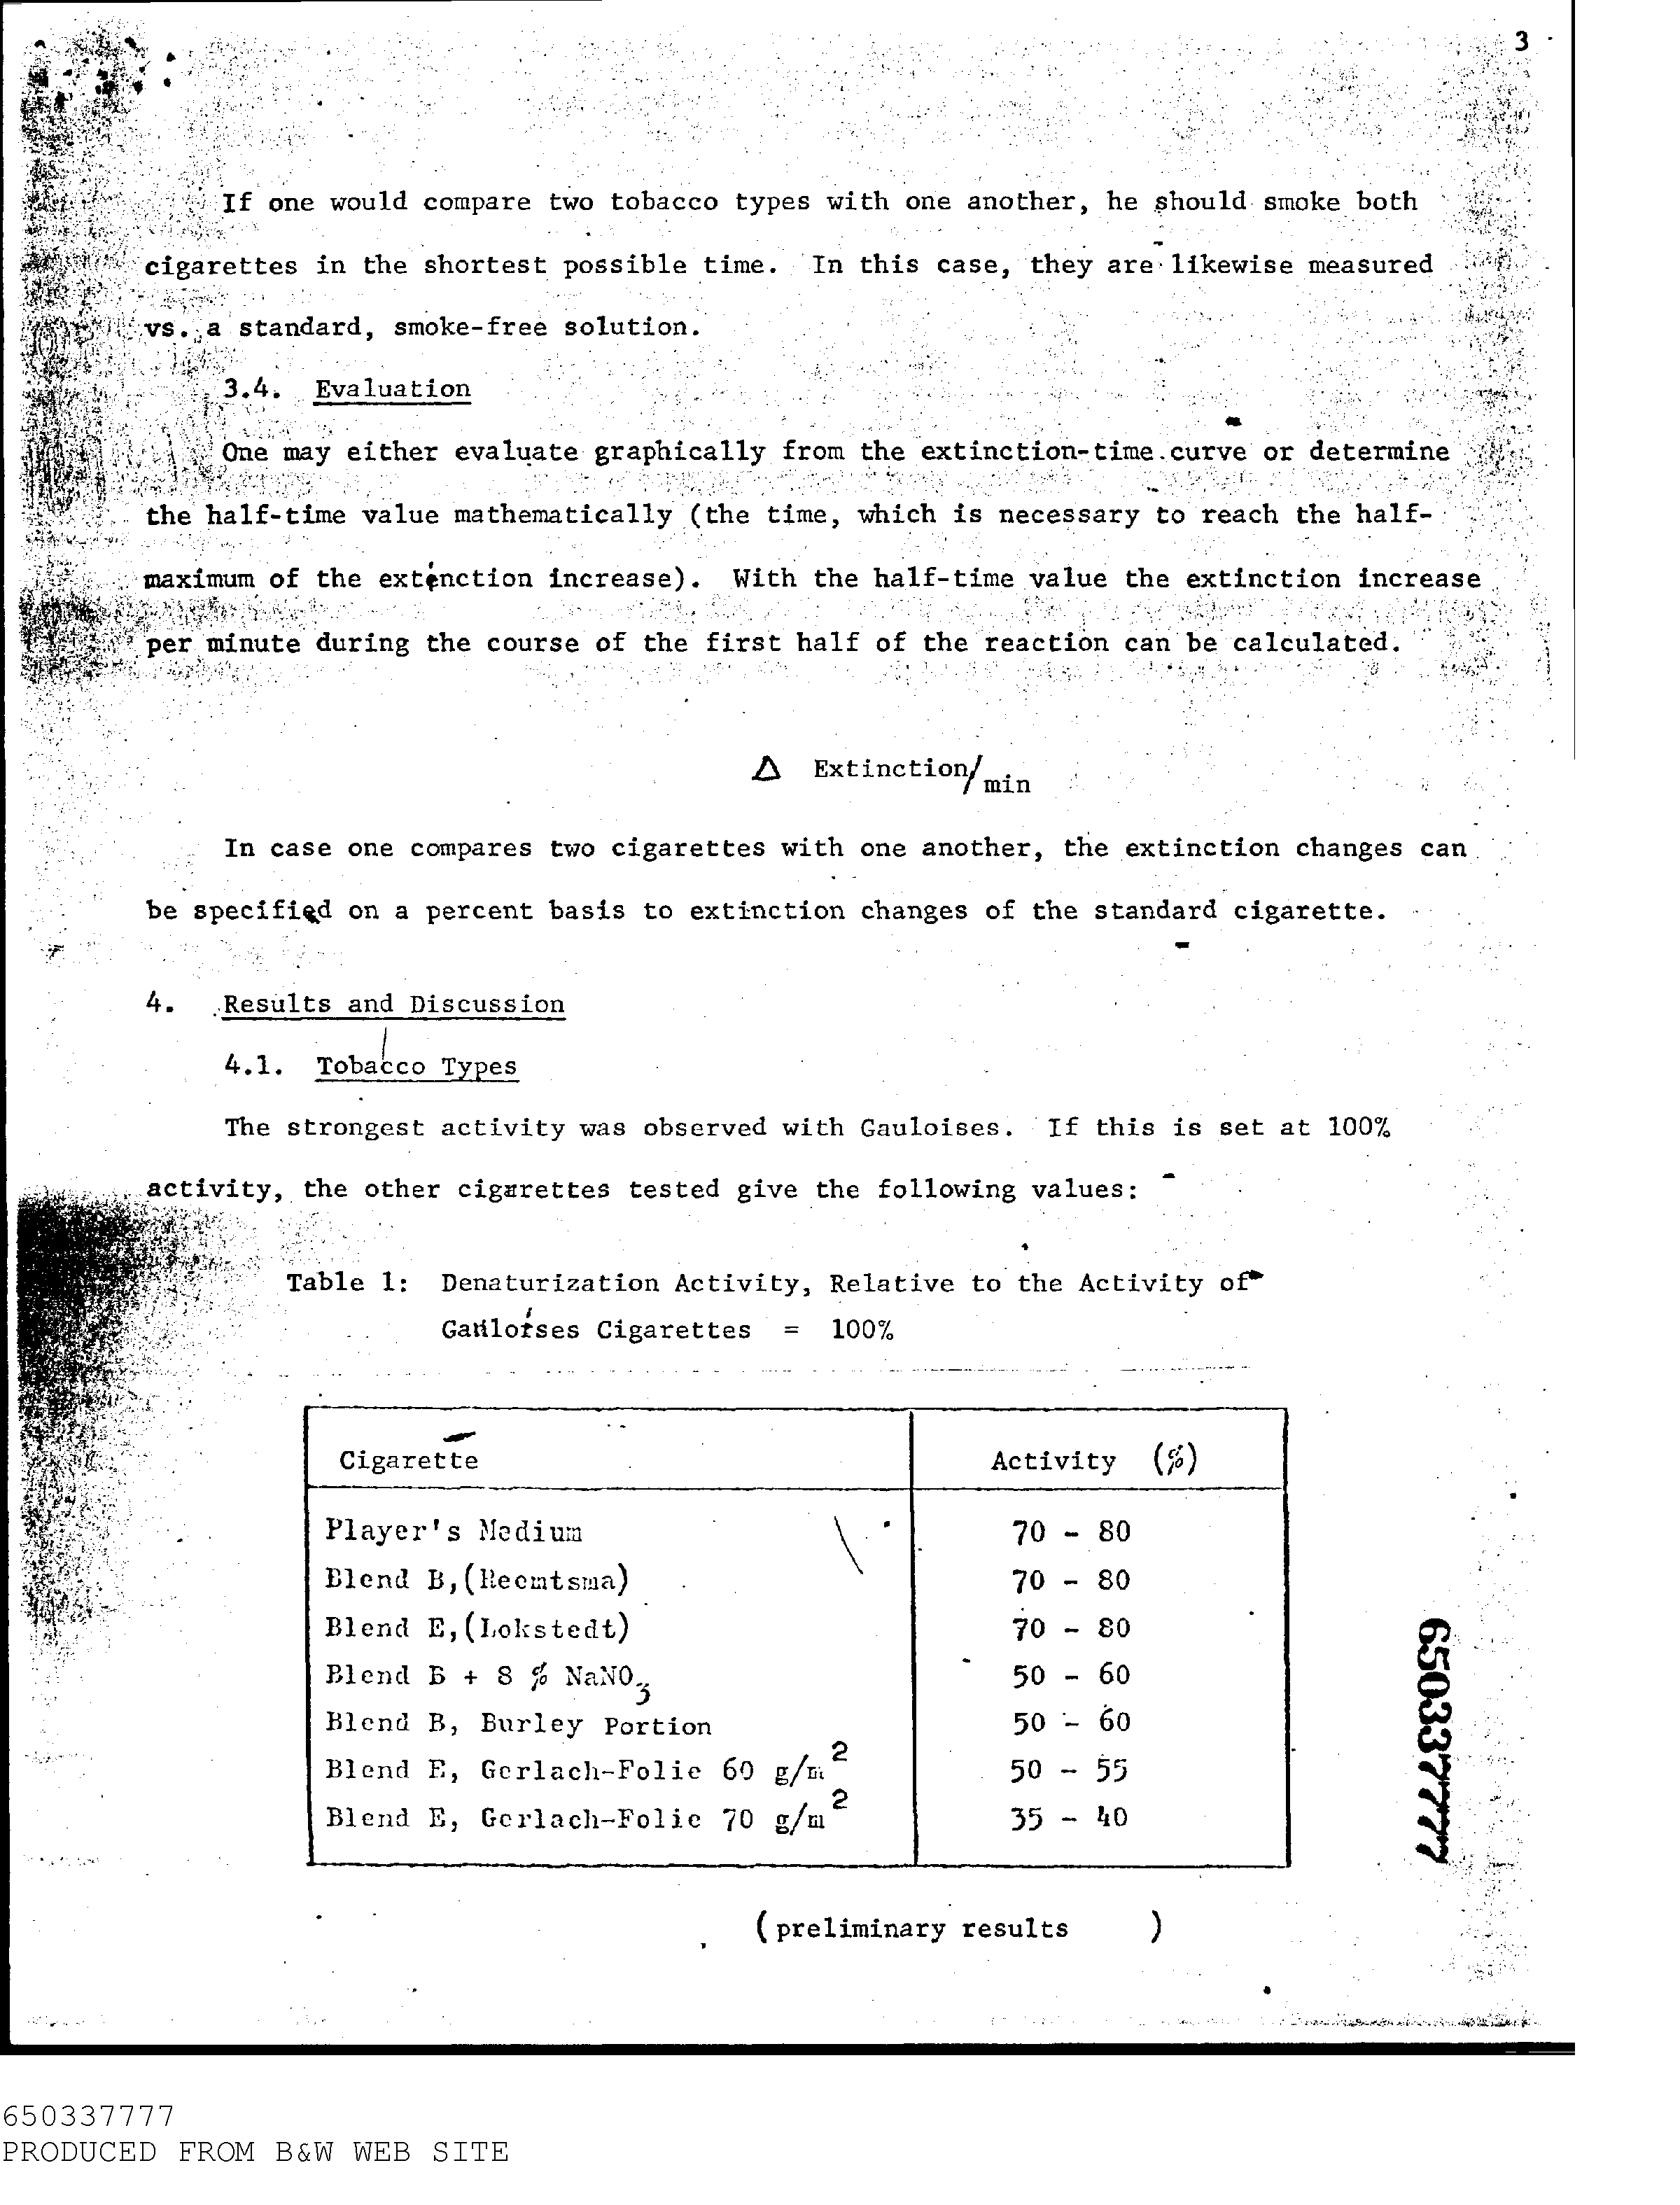 3
If one would compare two tobacco types with one another, he should smoke both
cigarettes in the shortest possible time. In this case, they are likewise measured
vs. a standard, smoke-free solution.
3.4. Evaluation
One may either evaluate graphically from the extinction-time curve or determine
the half-time value mathematically (the time, which is necessary to reach the half-
maximum of the extinction increase). With the half-time value the extinction increase
per minute during the course of the first half of the reaction can be calculated.
Δ Extinction/min
In case one compares two cigarettes with one another, the extinction changes can
be specified on a percent basis to extinction changes of the standard cigarette.
4. Results and Discussion
4.1. Tobacco Types
The strongest activity was observed with Gauloises. If this is set at 100%
activity, the other cigarettes tested give the following values:
Table 1: Denaturization Activity, Relative to the Activity of
Gauloises Cigarettes = 100%
Cigarette Activity (%)
Player's Medium 70 - 80
Blend B,(Reemtsma) 70 - 80
Blend E,(Lokstedt) 70 - 80
Blend B + 8 % NaNO3 50 - 60
Blend B, Burley Portion 50 - 60
Blend E, Gerlach-Folie 60 g/m2 50 - 55
Blend E, Gerlach-Folie 70 g/m2 35 - 40
(preliminary results )
650337777
650337777
PRODUCED FROM B&W WEB SITE